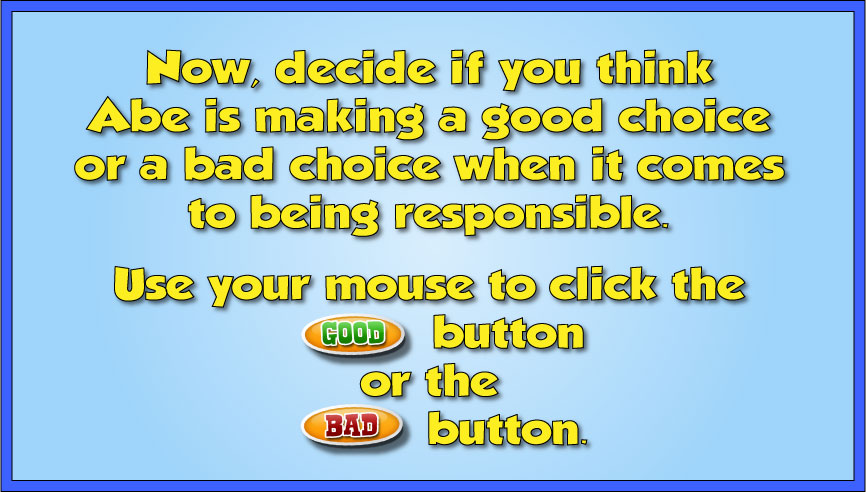 Now, decide if you think
Abe is making a good choice
or a bad choice when it comes
to being responsible.
Use your mouse to click the
GOOD button
or the
BAD button.